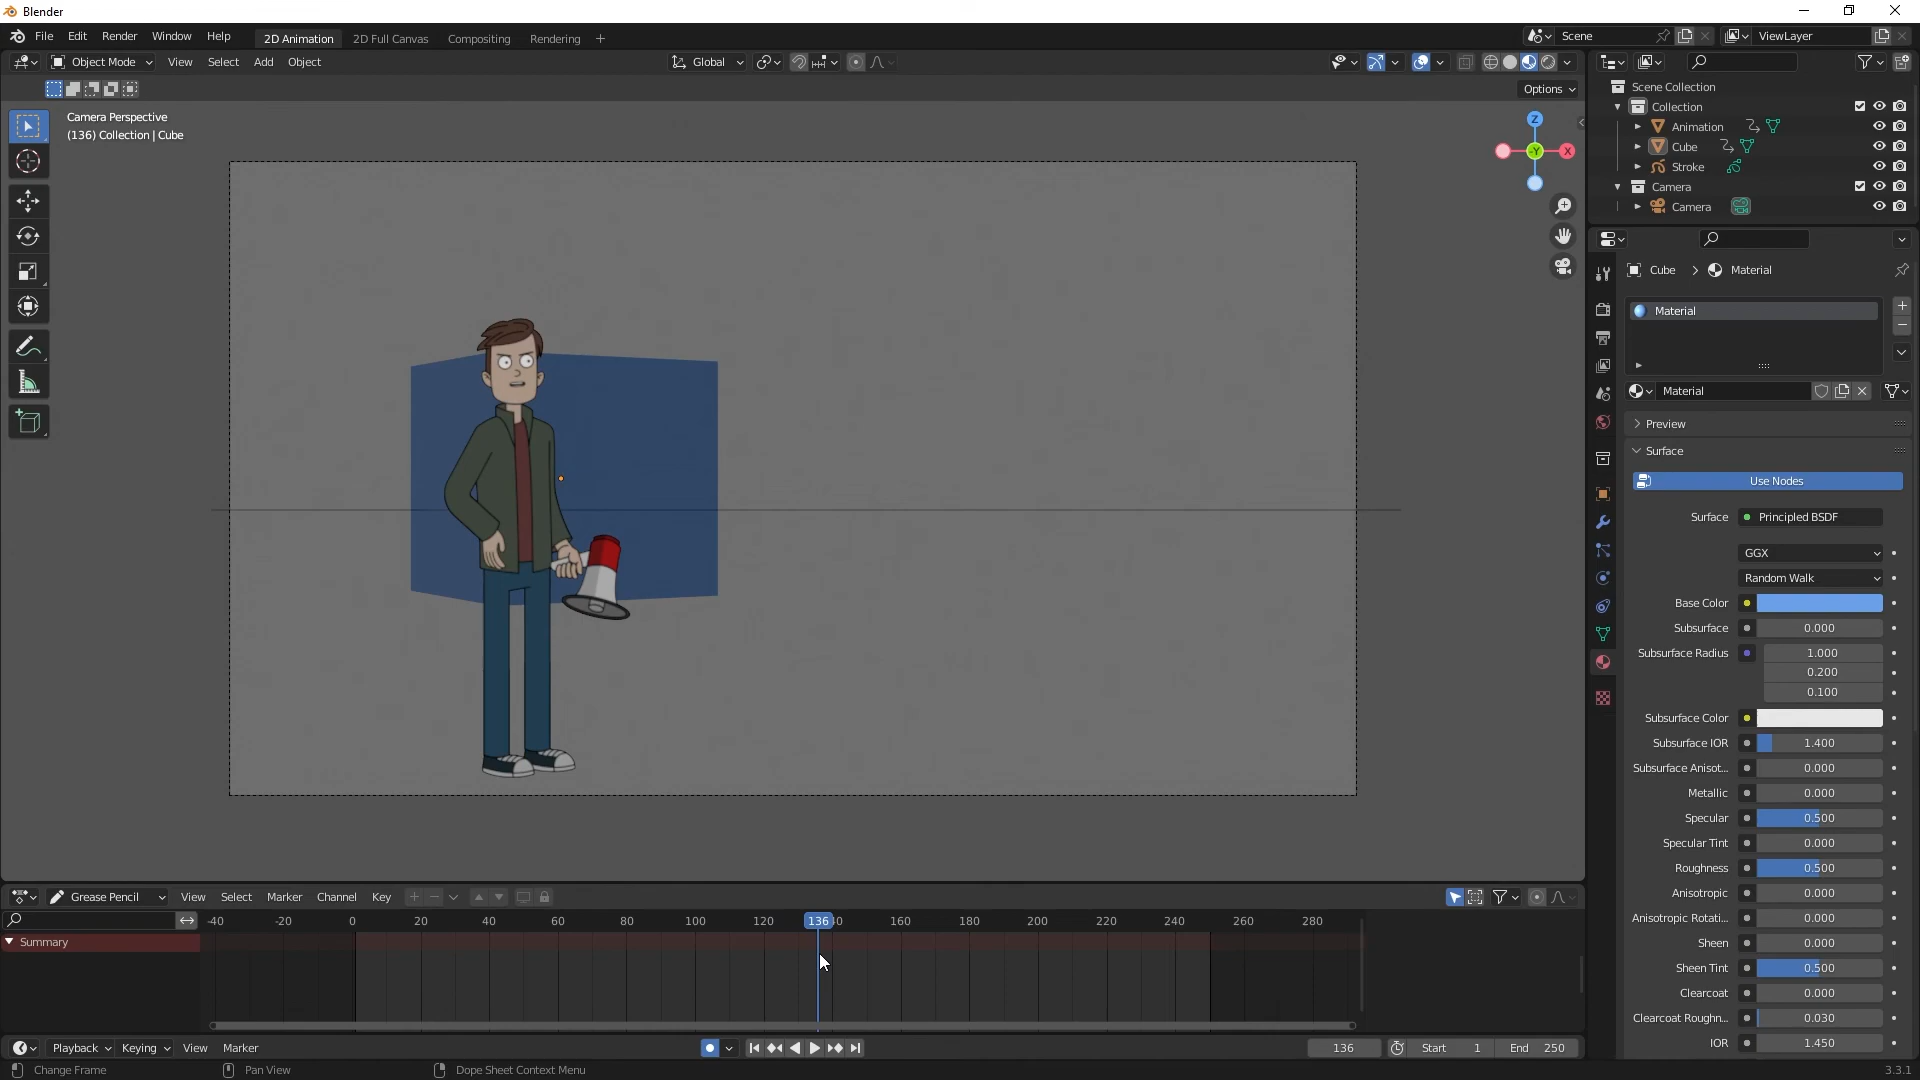 Blender
File Edit Render Window Help 2D Animation 2D Full Canvas Compositing Rendering + Scene ViewLayer
Object Mode View Select Add Object Global
Options
Camera Perspective
(136) Collection | Cube
Z
-Y X
Scene Collection
Collection
Animation
Cube
Stroke
Camera
Camera
Cube > Material
Material
Material
Preview
Surface
Use Nodes
Surface Principled BSDF
GGX
Random Walk
Base Color
Subsurface 0.000
Subsurface Radius 1.000
0.200
0.100
Subsurface Color
Subsurface IOR 1.400
Subsurface Anisot... 0.000
Metallic 0.000
Specular 0.500
Specular Tint 0.000
Roughness 0.500
Anisotropic 0.000
Anisotropic Rotati... 0.000
Sheen 0.000
Sheen Tint 0.500
Clearcoat 0.000
Clearcoat Roughn... 0.030
IOR 1.450
Grease Pencil View Select Marker Channel Key
-40 -20 0 20 40 60 80 100 120 136 160 180 200 220 240 260 280
Summary
Playback Keying View Marker 136 Start 1 End 250
Change Frame Pan View Dope Sheet Context Menu 3.3.1